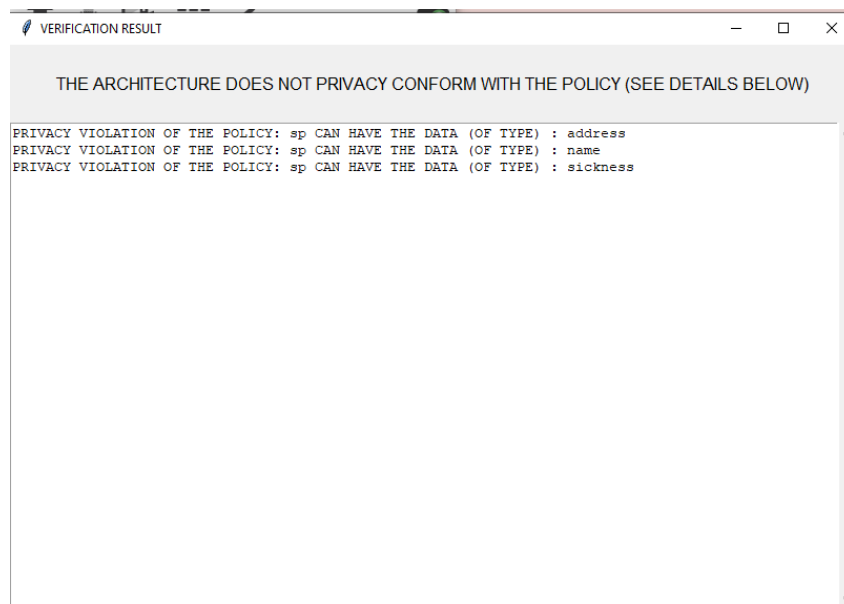 VERIFICATION RESULT
THE ARCHITECTURE DOES NOT PRIVACY CONFORM WITH THE POLICY (SEE DETAILS BELOW)
PRIVACY VIOLATION OF THE POLICY: sp CAN HAVE THE DATA (OF TYPE) : address
PRIVACY VIOLATION OF THE POLICY: sp CAN HAVE THE DATA (OF TYPE) : name
PRIVACY VIOLATION OF THE POLICY: sp CAN HAVE THE DATA (OF TYPE) : sickness